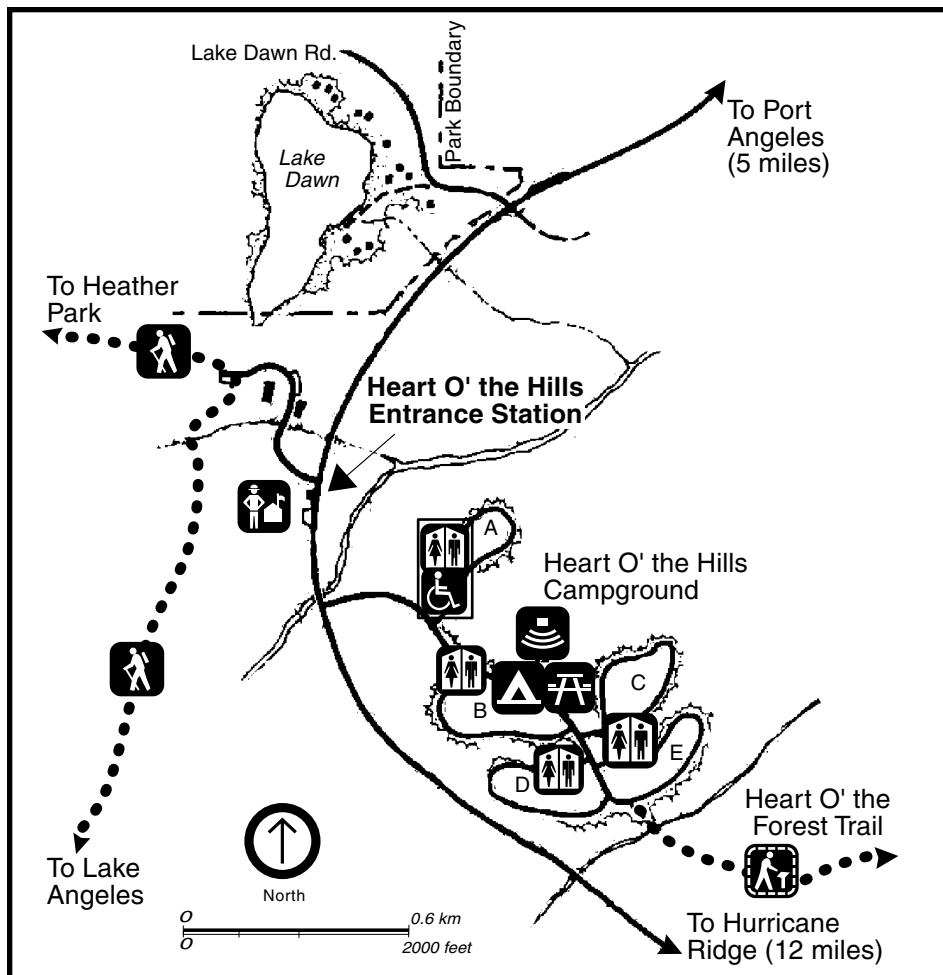 Lake Dawn Rd.
Park Boundary
To Port
Angeles
(5 miles)
Lake
Dawn
To Heather
Park
Heart O' the Hills
Entrance Station
A
Heart O' the Hills
Campground
C
B
E
D
Heart O' the
Forest Trail
To Lake
Angeles
North
0 0.6 km
0 2000 feet
To Hurricane
Ridge (12 miles)